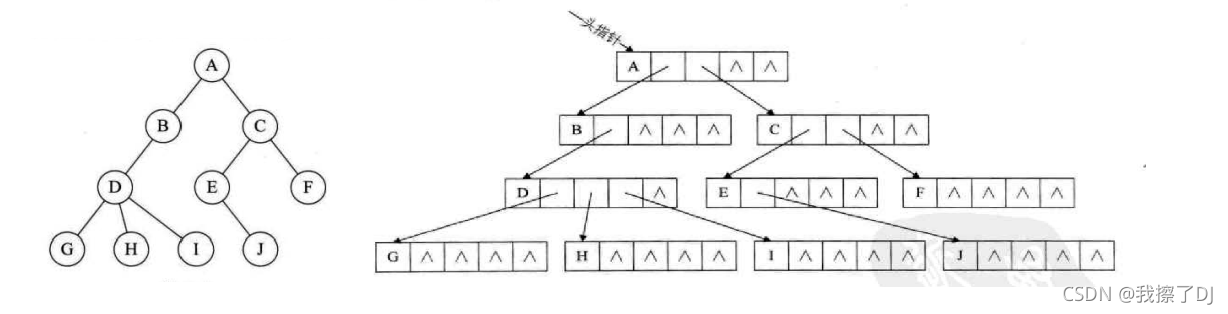 头指针
A
A ∧ ∧
B C
B ∧ ∧ ∧
C ∧ ∧
D E F
D ∧
E ∧ ∧ ∧
F ∧ ∧ ∧ ∧
G H I J
G ∧ ∧ ∧ ∧
H ∧ ∧ ∧ ∧
I ∧ ∧ ∧ ∧
J ∧ ∧ ∧ ∧
CSDN @我擦了DJ